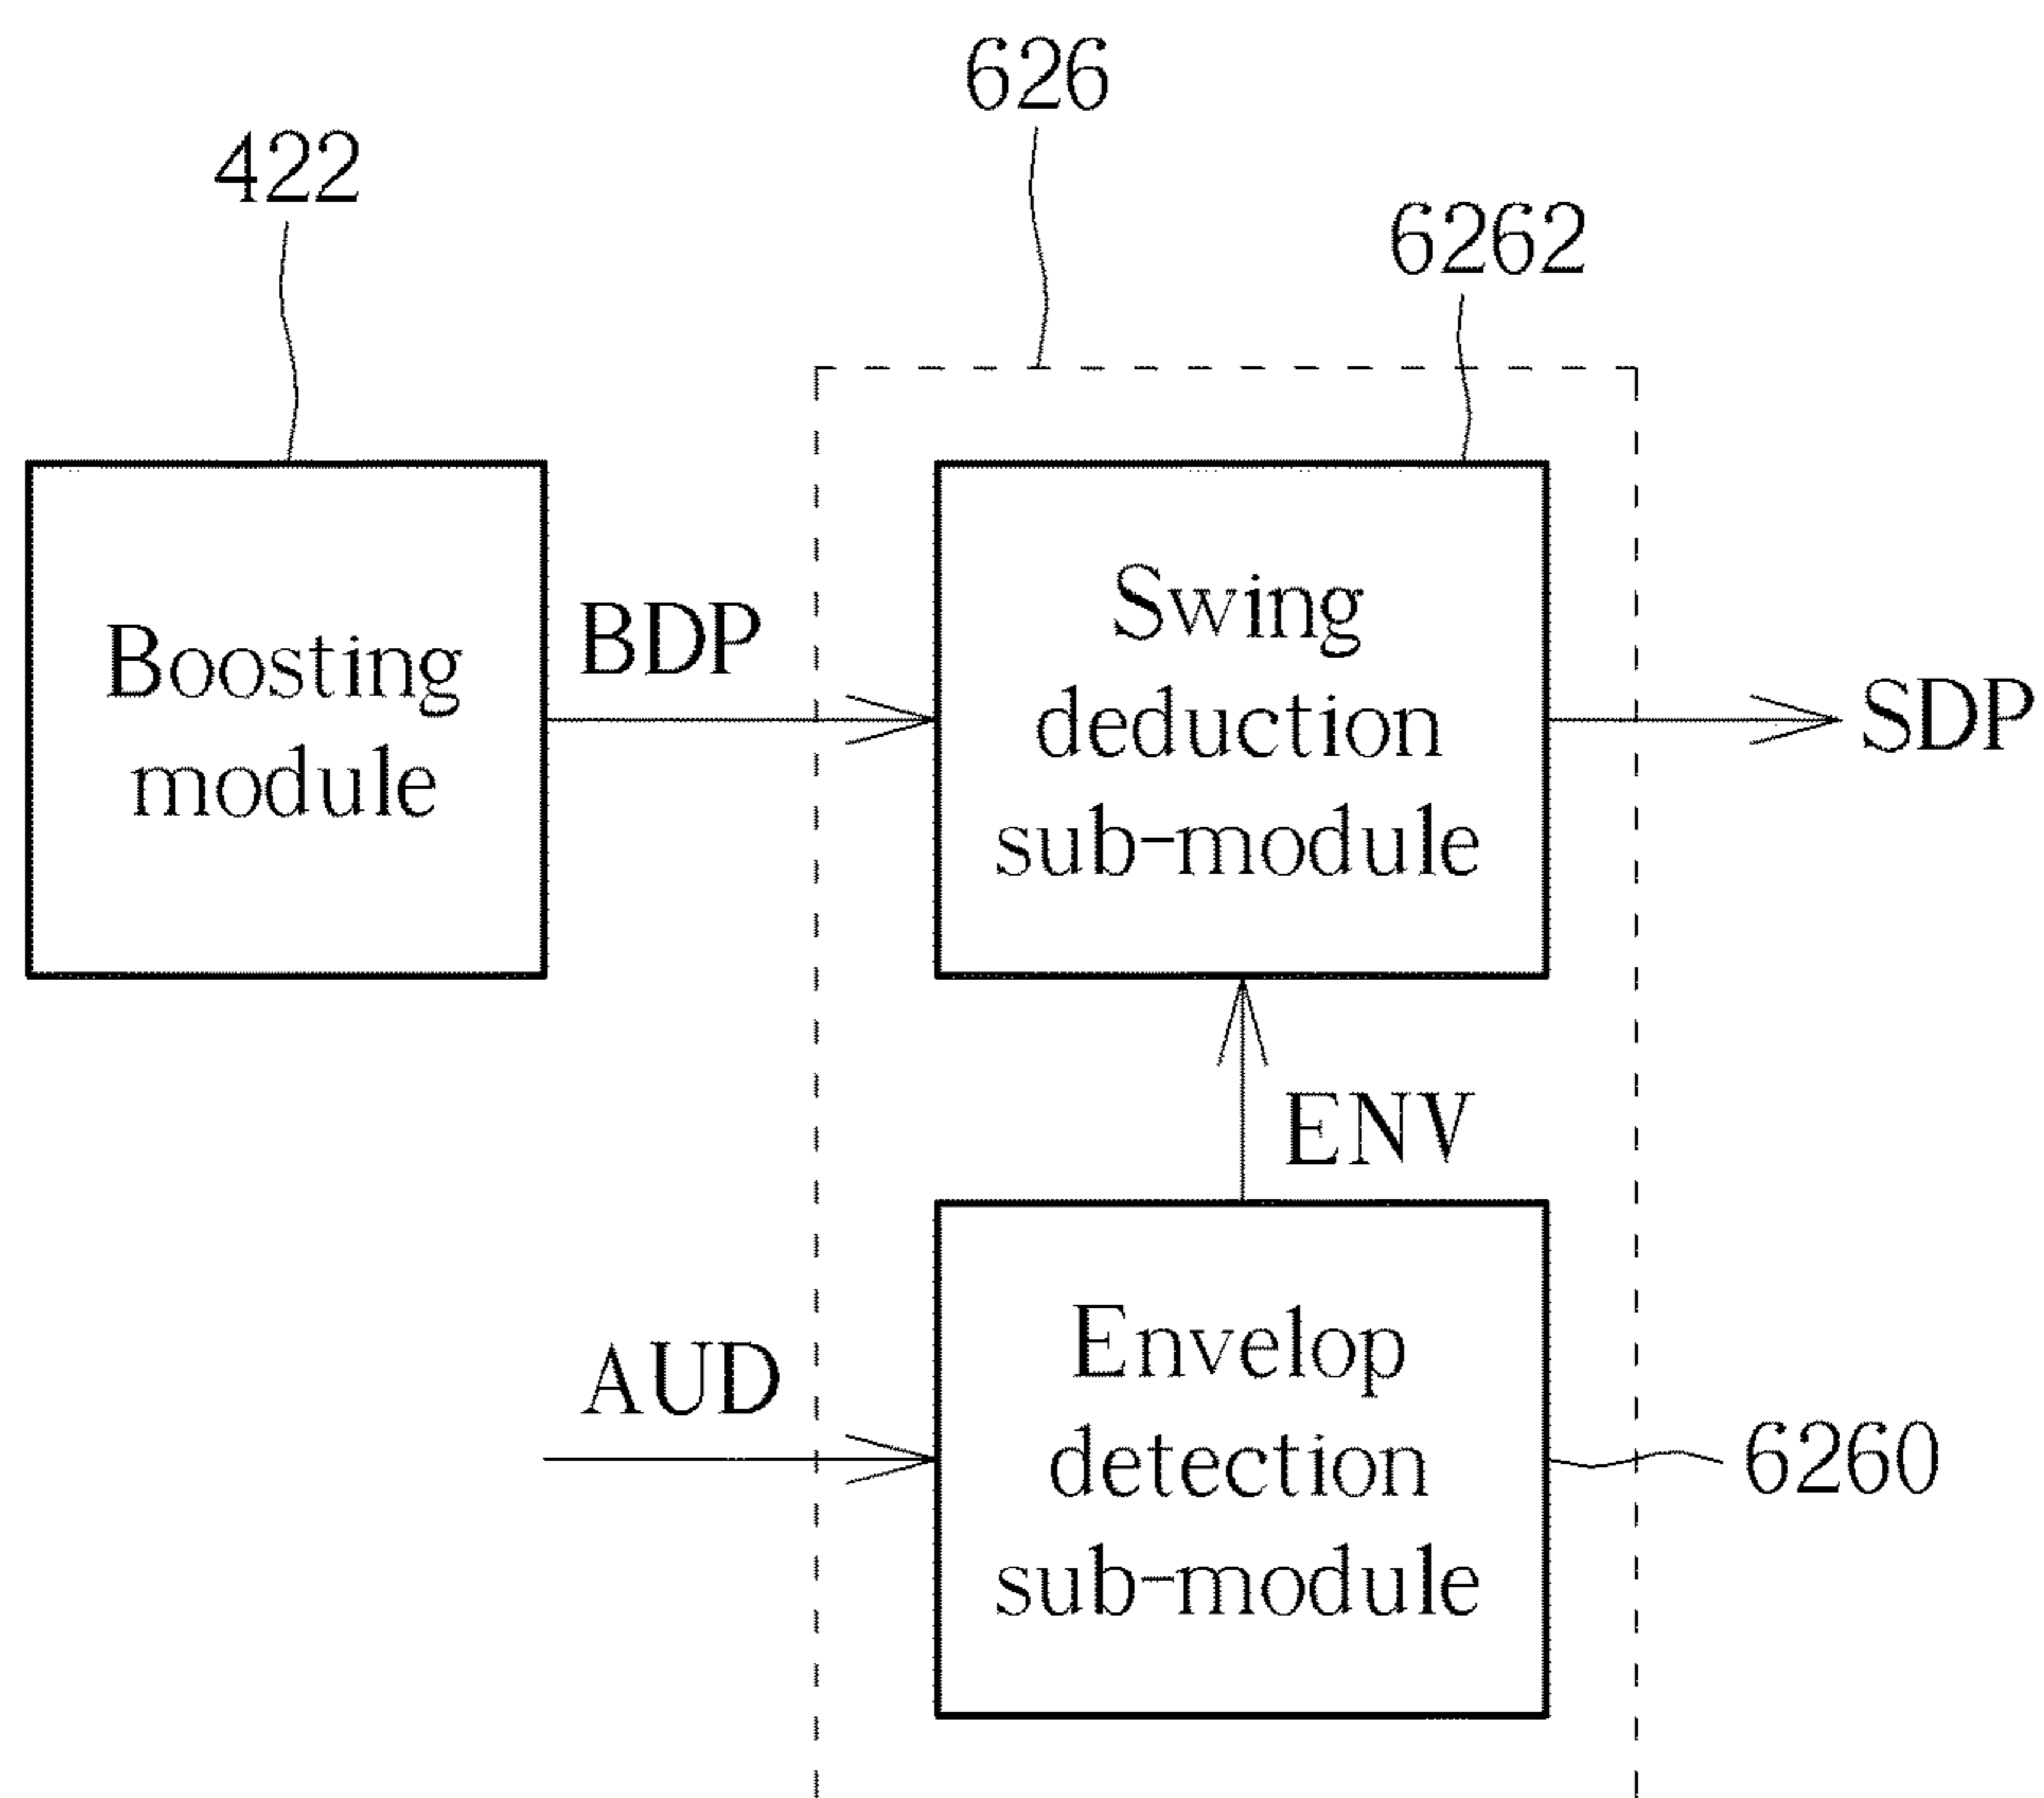 626
422
6262
Boosting
module
BDP
Swing
deduction
sub-module
SDP
ENV
AUD
Envelop
detection
sub-module
6260